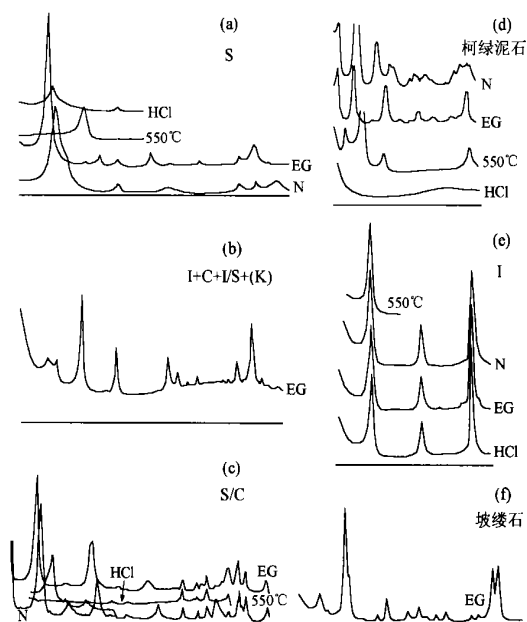 (a)
S
HCl
550℃
EG
N
(b)
I+C+I/S+(K)
EG
(c)
S/C
HCl
EG
550℃
N
(d)
柯绿泥石
N
EG
550℃
HCl
(e)
I
550℃
N
EG
HCl
(f)
坡缕石
EG